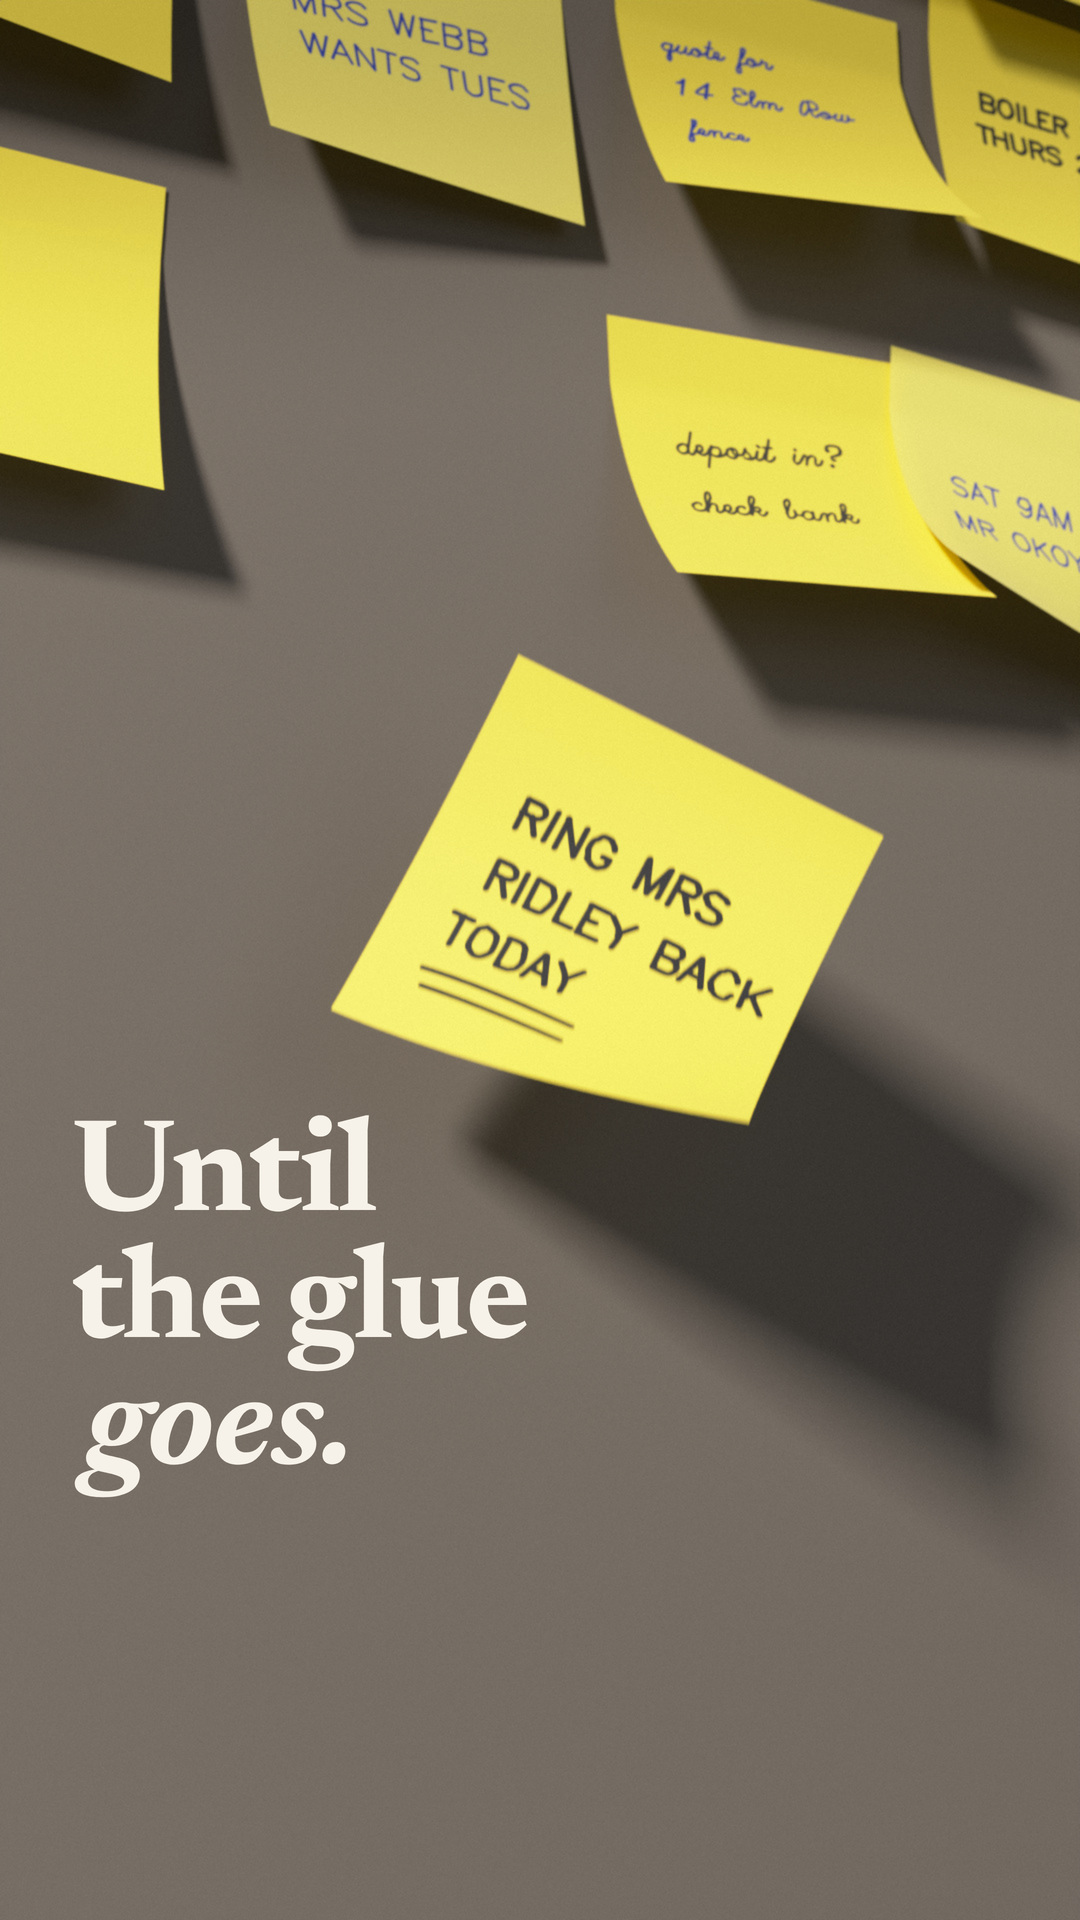 MRS WEBB
WANTS TUES
quote for
14 Elm Row
fence
BOILER
THURS
deposit in?
check bank
SAT 9AM
MR
RING MRS
RIDLEY BACK
TODAY
Until
the glue
goes.